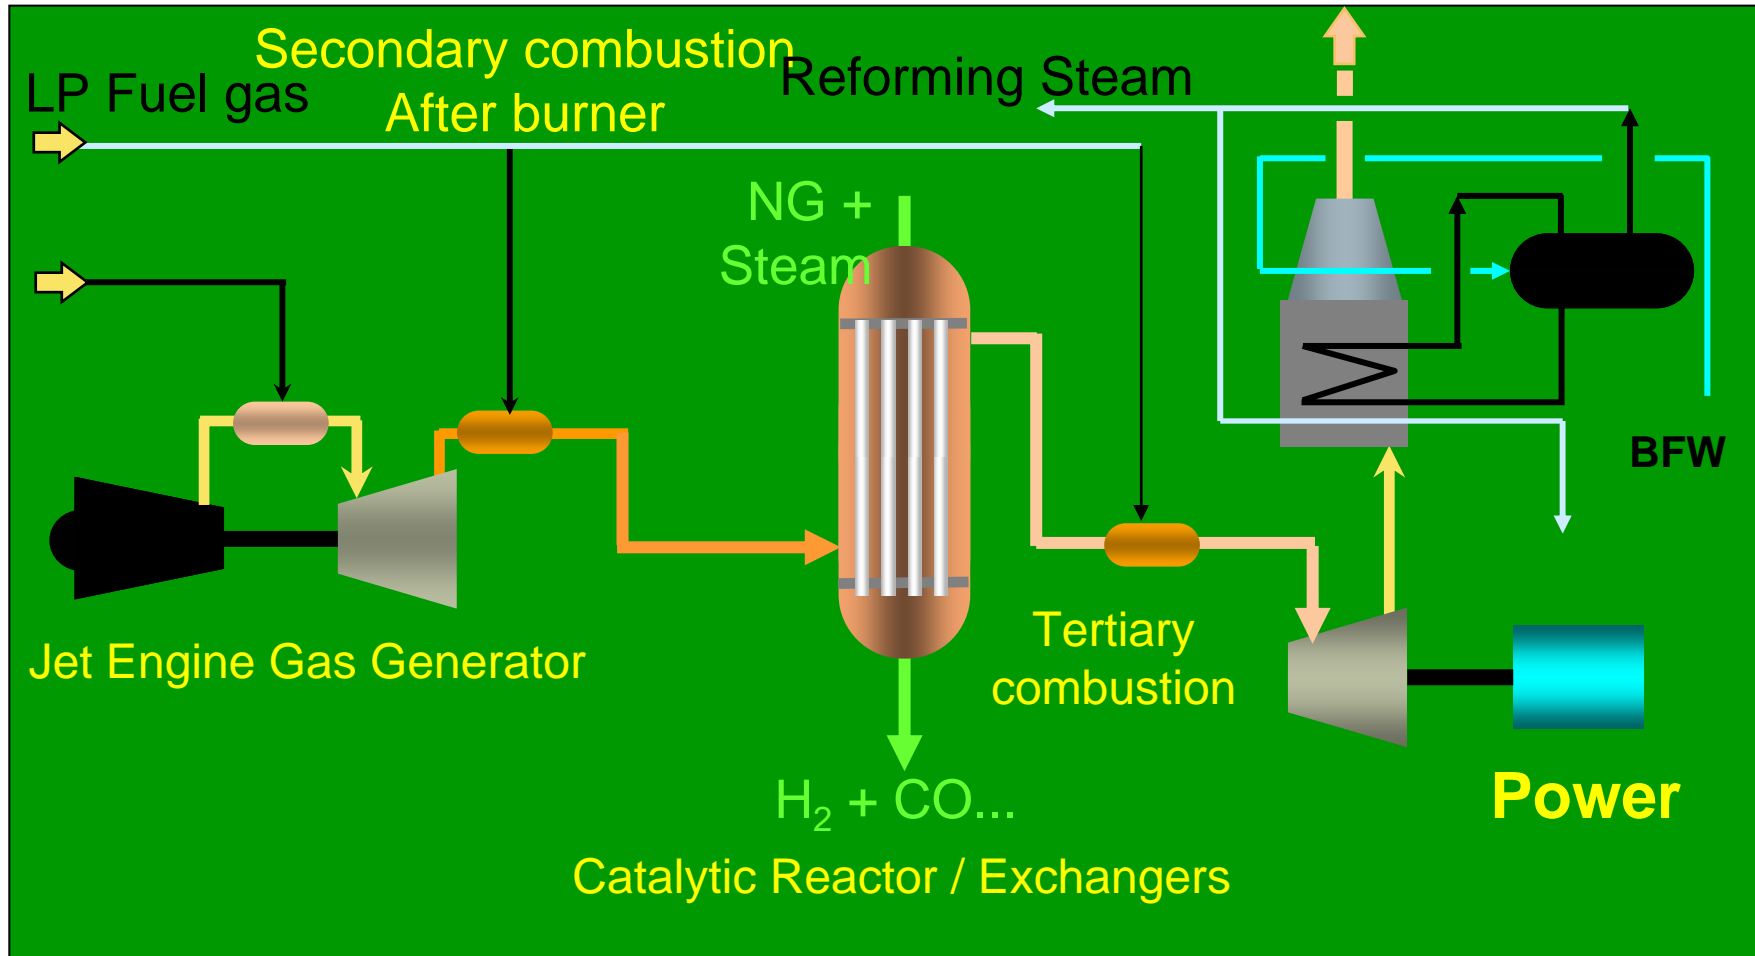 Secondary combustion
After burner
LP Fuel gas
Reforming Steam
NG +
Steam
BFW
Jet Engine Gas Generator
Tertiary
combustion
H₂ + CO...
Power
Catalytic Reactor / Exchangers